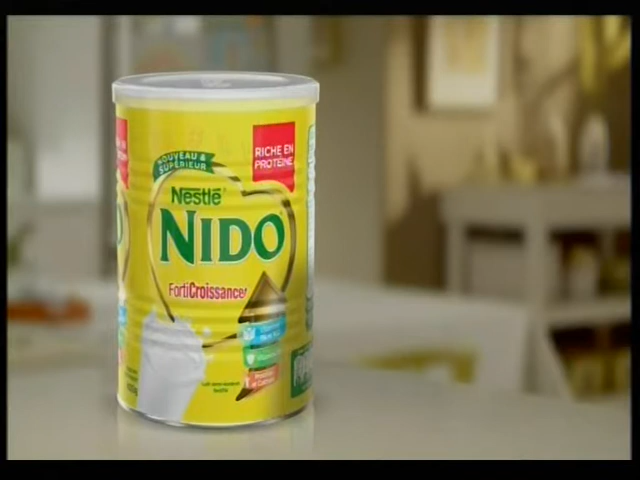 NOUVEAU &
SUPÉRIEUR
RICHE EN
PROTÉINE
Nestlé
NIDO
FortiCroissance